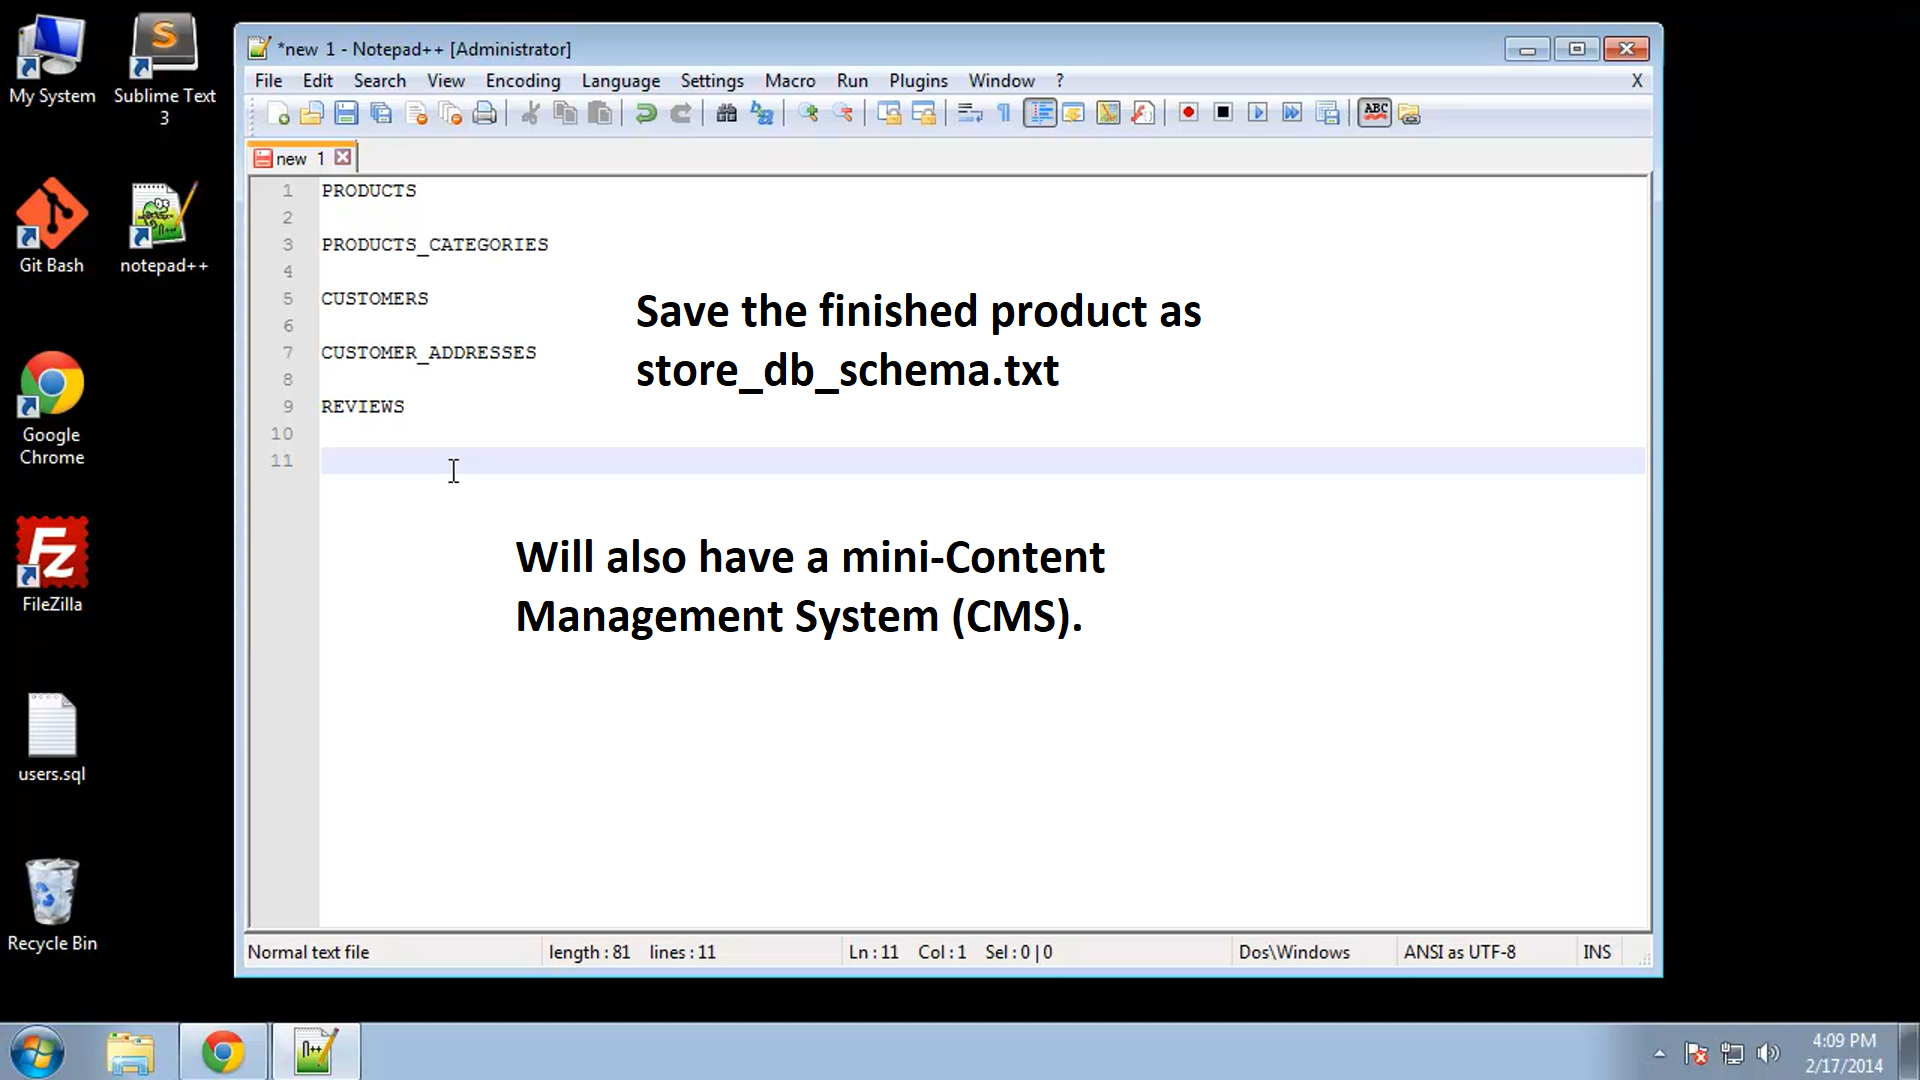 My System
Sublime Text
3
Git Bash
notepad++
Google
Chrome
FileZilla
users.sql
Recycle Bin
*new 1 - Notepad++ [Administrator]
File Edit Search View Encoding Language Settings Macro Run Plugins Window ? X
ABC
new 1
1 PRODUCTS
2
3 PRODUCTS_CATEGORIES
4
5 CUSTOMERS
6
7 CUSTOMER_ADDRESSES
8
9 REVIEWS
10
11
Save the finished product as
store_db_schema.txt
Will also have a mini-Content
Management System (CMS).
Normal text file length : 81 lines : 11 Ln : 11 Col : 1 Sel : 0 | 0 Dos\Windows ANSI as UTF-8 INS
4:09 PM
2/17/2014